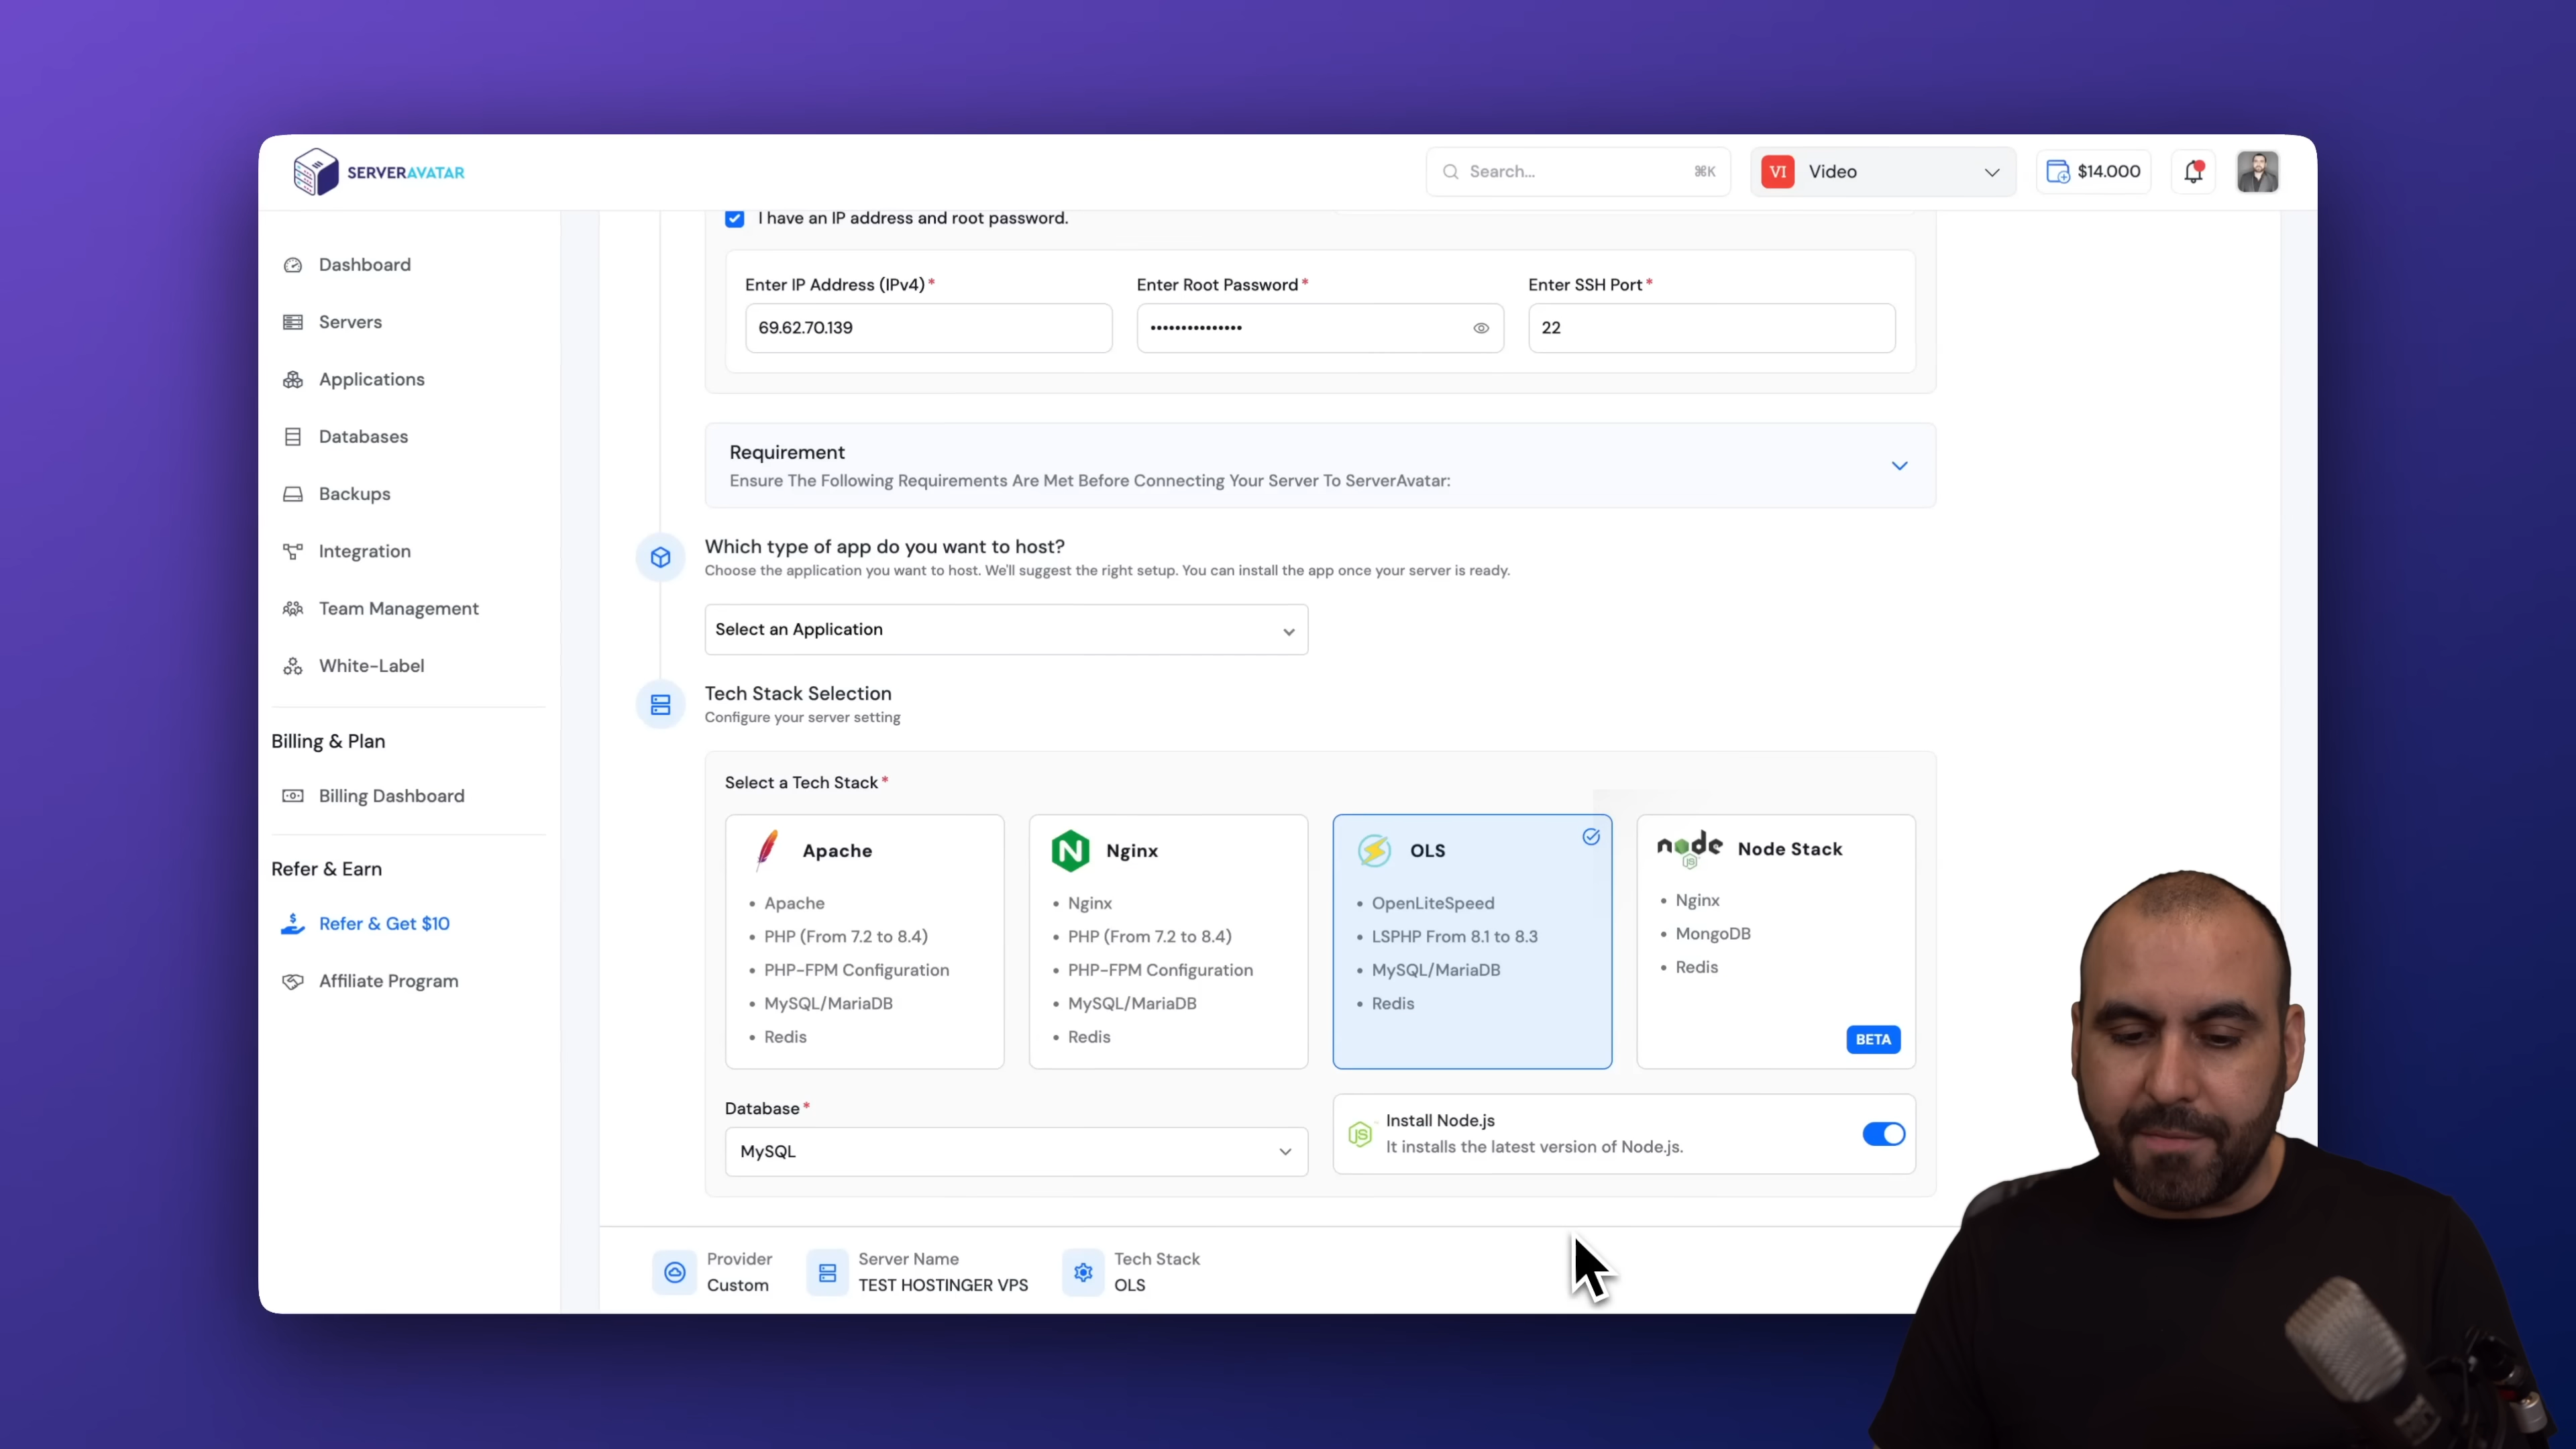 SERVERAVATAR
Search...
⌘K
VI
Video
$14.000
Dashboard
Servers
Applications
Databases
Backups
Integration
Team Management
White-Label
Billing & Plan
Billing Dashboard
Refer & Earn
Refer & Get $10
Affiliate Program
I have an IP address and root password.
Enter IP Address (IPv4)*
69.62.70.139
Enter Root Password*
•••••••••••••••
Enter SSH Port*
22
Requirement
Ensure The Following Requirements Are Met Before Connecting Your Server To ServerAvatar:
Which type of app do you want to host?
Choose the application you want to host. We'll suggest the right setup. You can install the app once your server is ready.
Select an Application
Tech Stack Selection
Configure your server setting
Select a Tech Stack*
Apache
• Apache
• PHP (From 7.2 to 8.4)
• PHP-FPM Configuration
• MySQL/MariaDB
• Redis
N
Nginx
• Nginx
• PHP (From 7.2 to 8.4)
• PHP-FPM Configuration
• MySQL/MariaDB
• Redis
OLS
• OpenLiteSpeed
• LSPHP From 8.1 to 8.3
• MySQL/MariaDB
• Redis
node
JS
Node Stack
• Nginx
• MongoDB
• Redis
BETA
Database*
MySQL
JS
Install Node.js
It installs the latest version of Node.js.
Provider
Custom
Server Name
TEST HOSTINGER VPS
Tech Stack
OLS